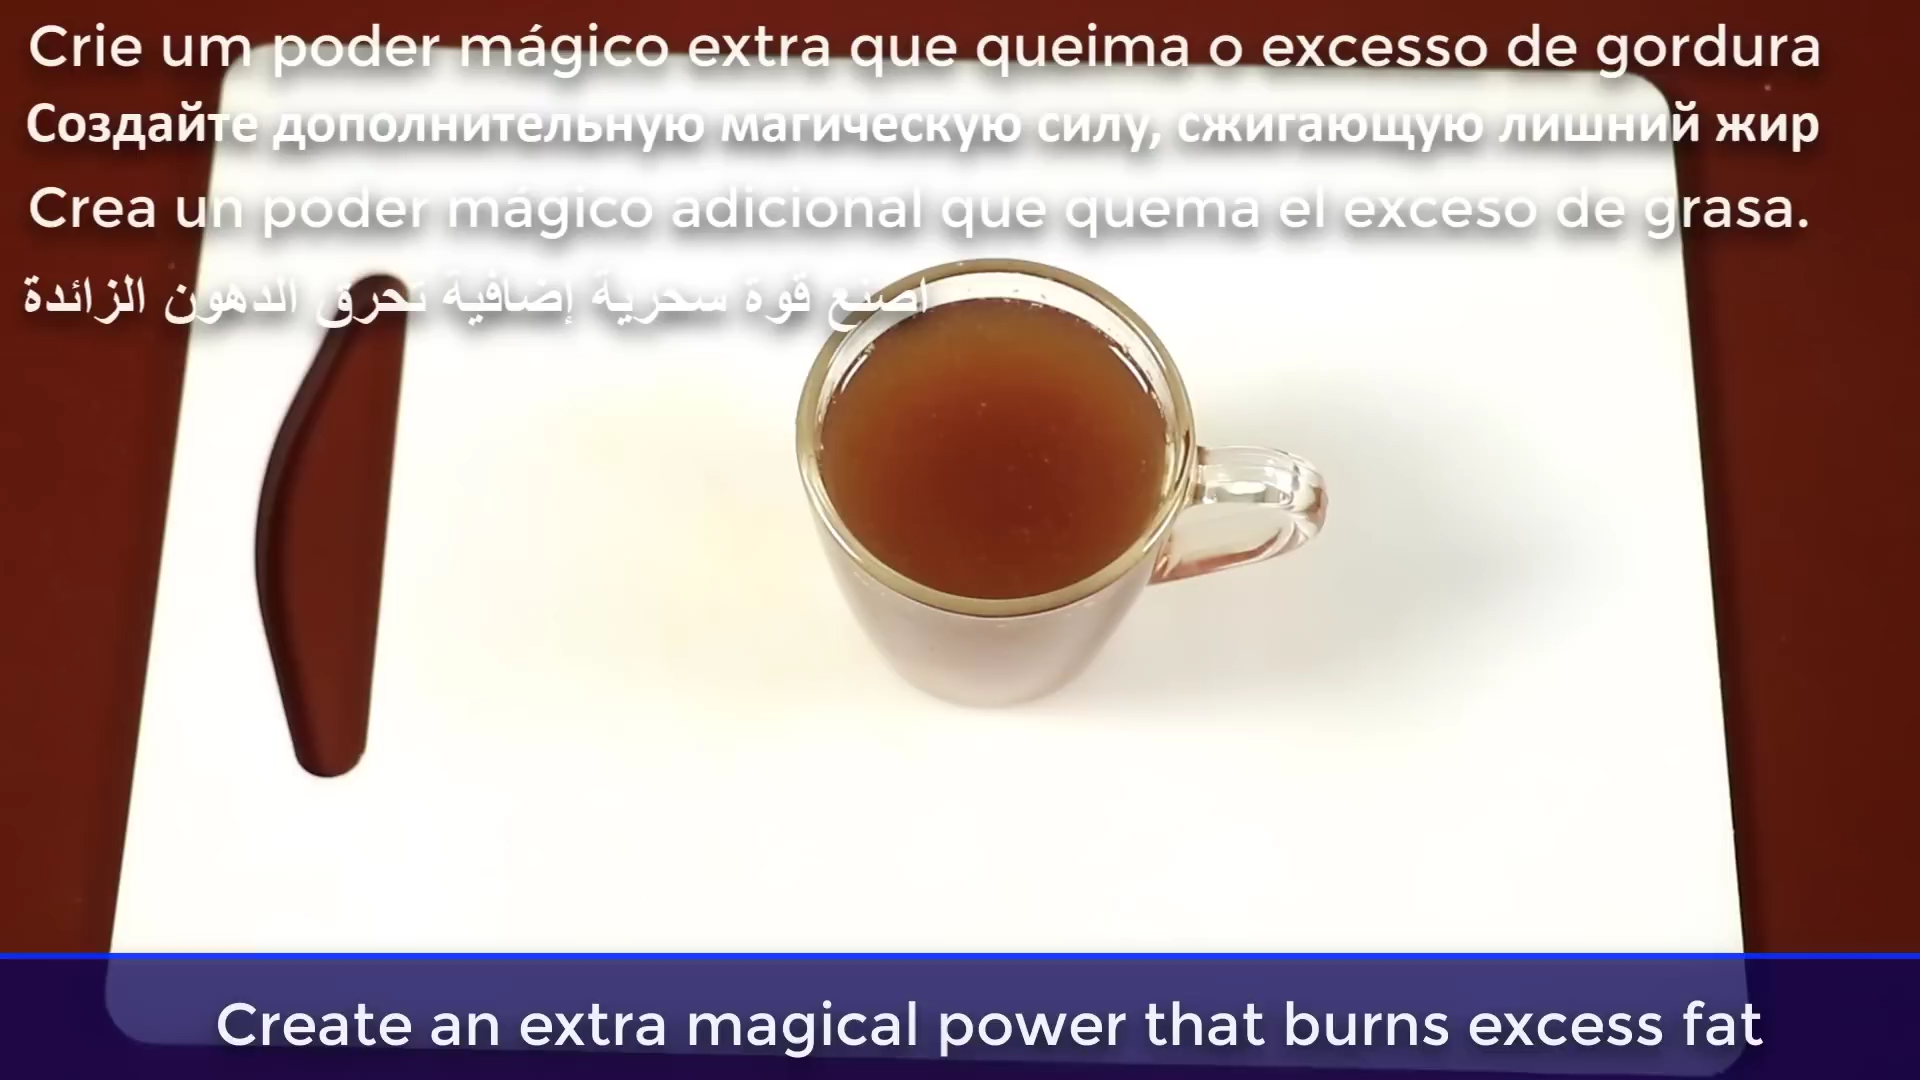 Crie um poder mágico extra que queima o excesso de gordura
Создайте дополнительную магическую силу, сжигающую лишний жир
Crea un poder mágico adicional que quema el exceso de grasa.
اصنع قوة سحرية إضافية تحرق الدهون الزائدة
Create an extra magical power that burns excess fat